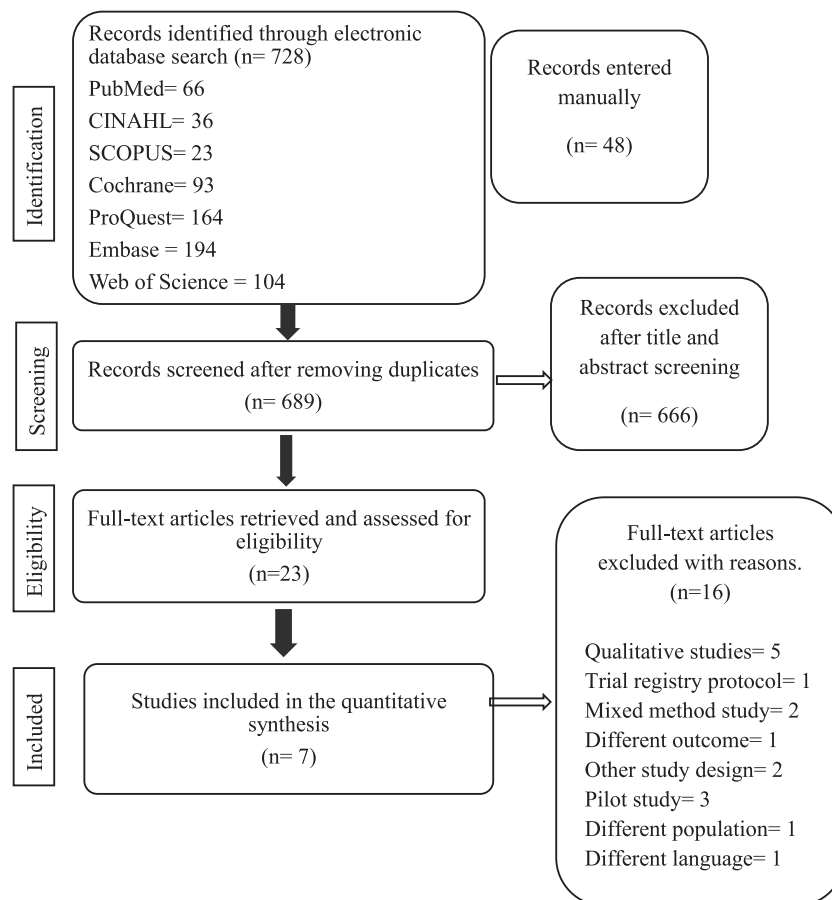 Identification
Records identified through electronic
database search (n= 728)
PubMed= 66
CINAHL= 36
SCOPUS= 23
Cochrane= 93
ProQuest= 164
Embase = 194
Web of Science = 104
Records entered
manually
(n= 48)
Screening
Records screened after removing duplicates
(n= 689)
Records excluded
after title and
abstract screening
(n= 666)
Eligibility
Full-text articles retrieved and assessed for
eligibility
(n=23)
Full-text articles
excluded with reasons.
(n=16)
Qualitative studies= 5
Trial registry protocol= 1
Mixed method study= 2
Different outcome= 1
Other study design= 2
Pilot study= 3
Different population= 1
Different language= 1
Included
Studies included in the quantitative
synthesis
(n= 7)